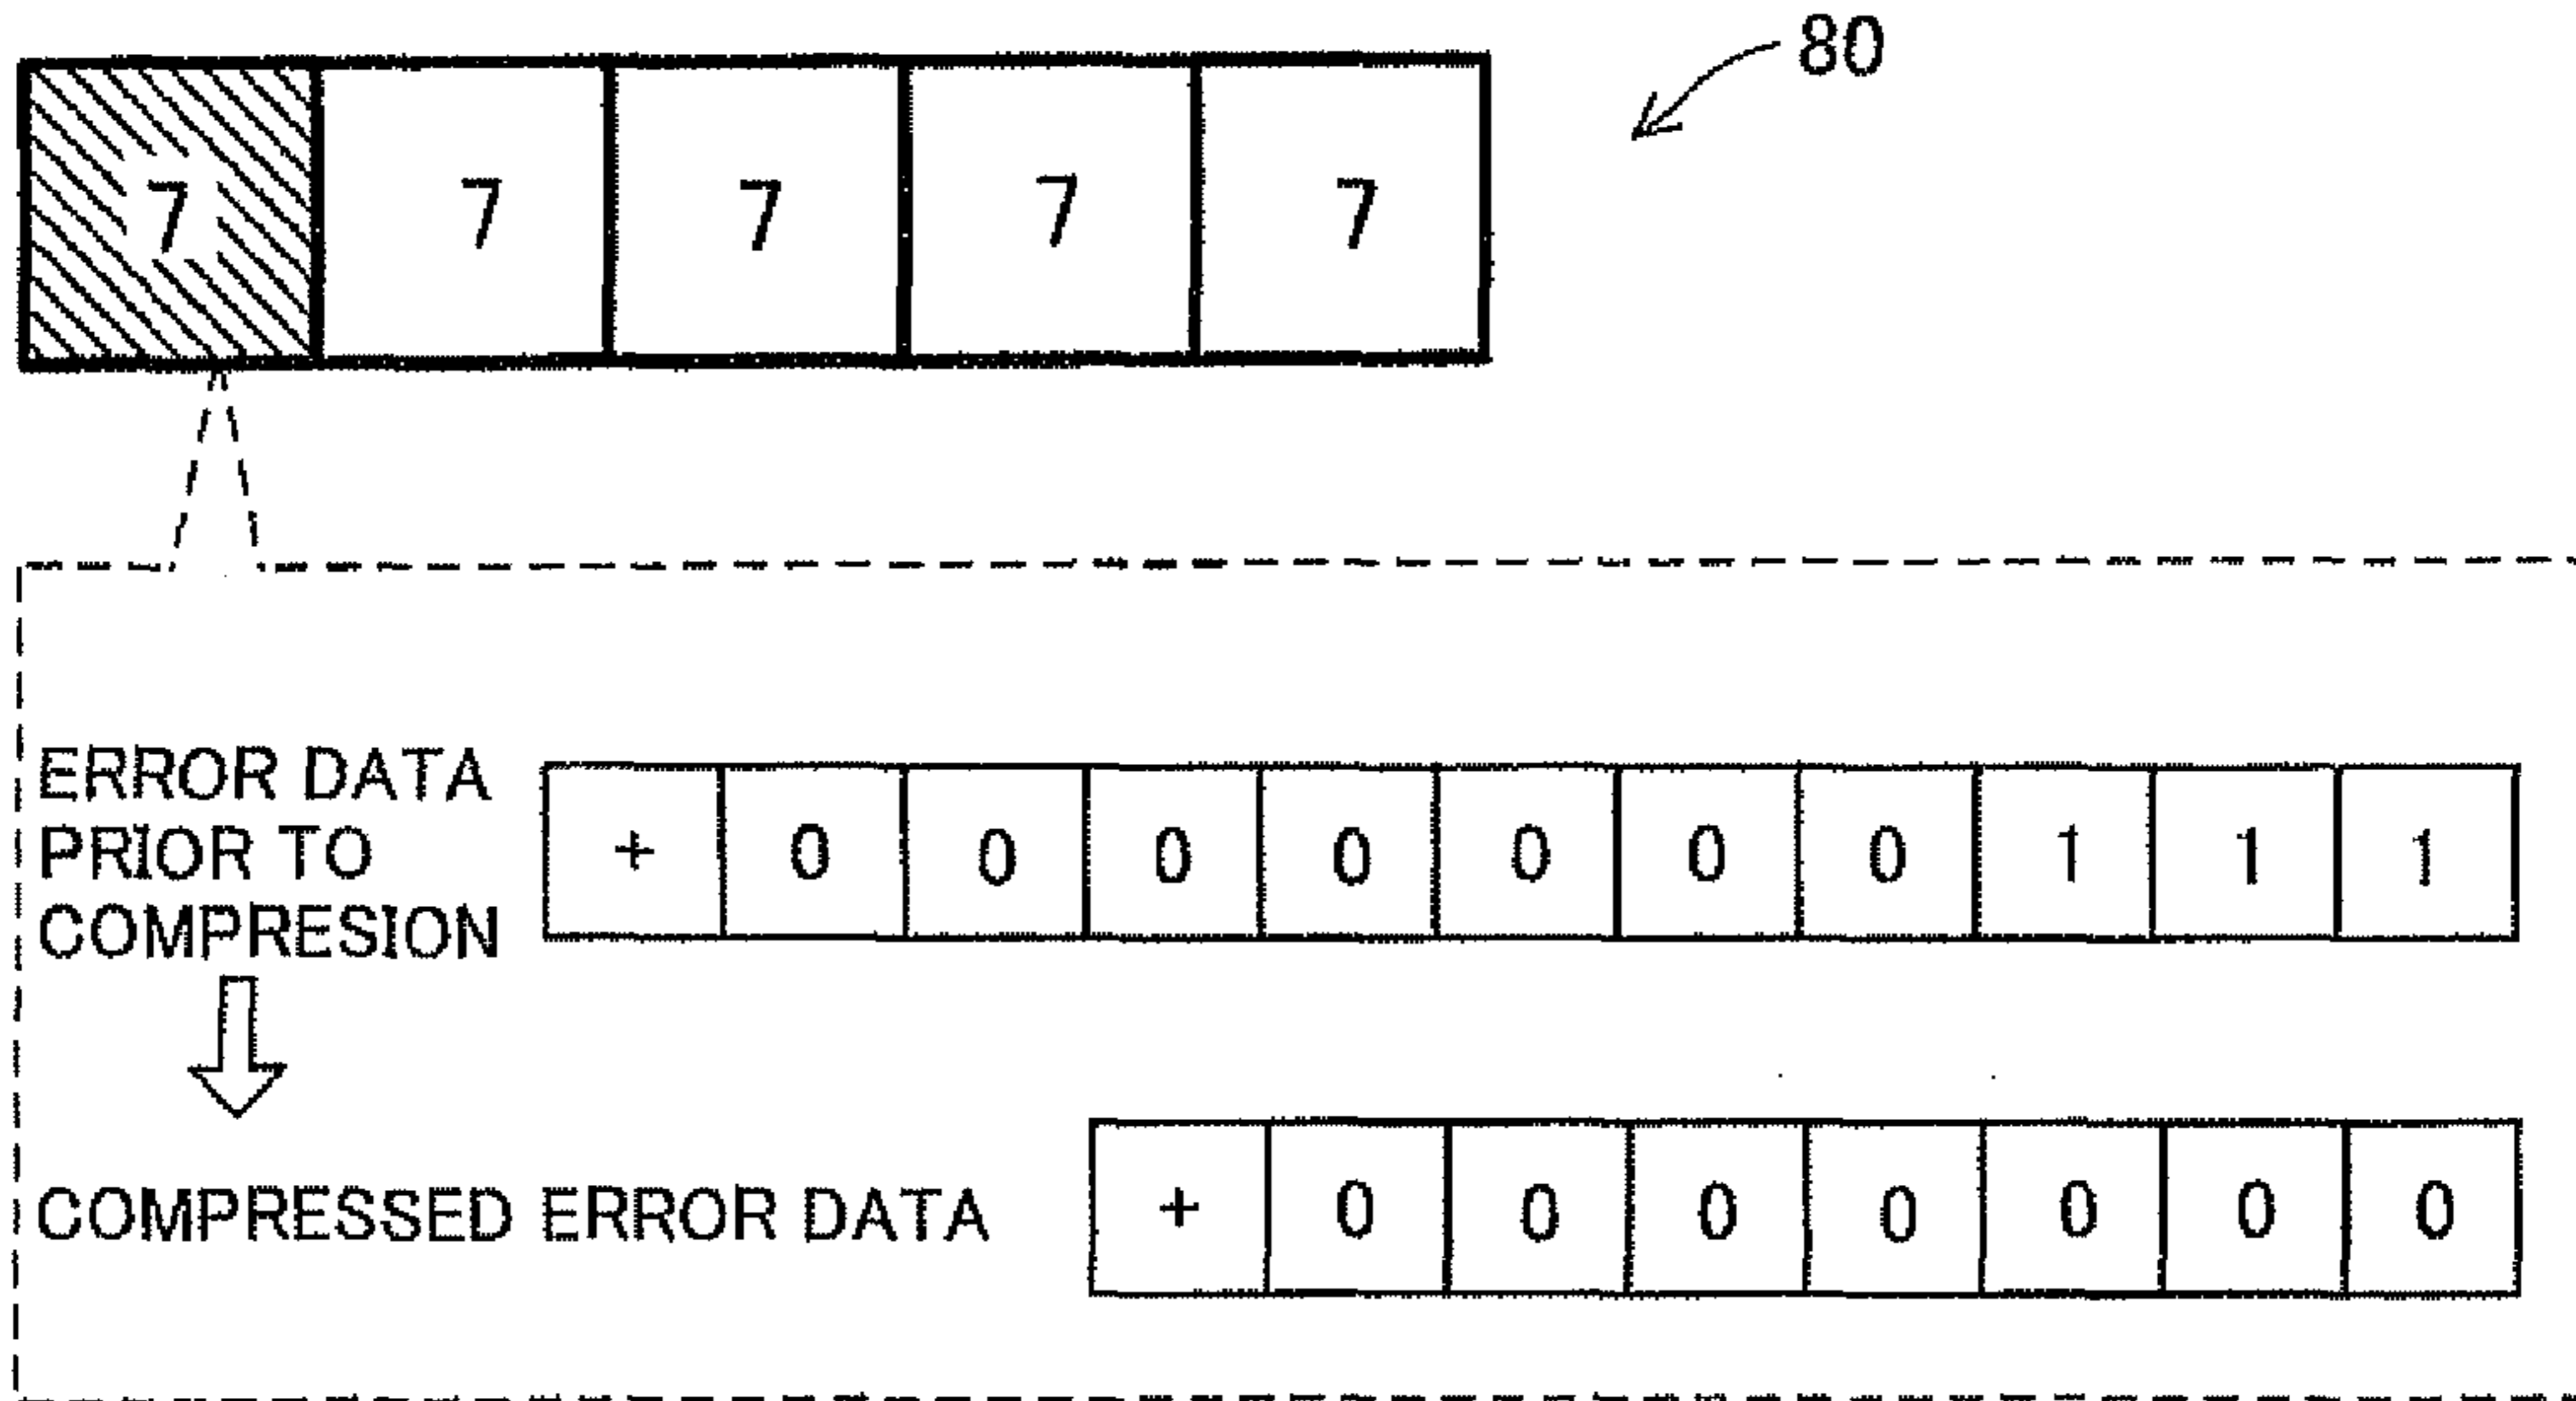 80
7 7 7 7 7
ERROR DATA
PRIOR TO
COMPRESION
+ 0 0 0 0 0 0 0 1 1 1
COMPRESSED ERROR DATA
+ 0 0 0 0 0 0 0